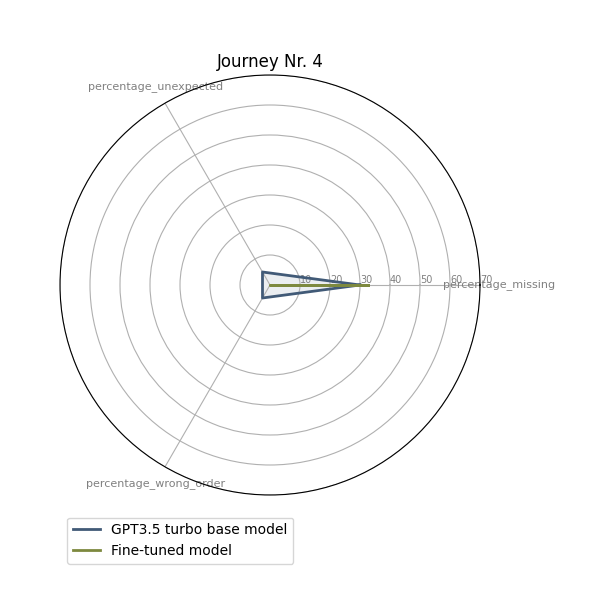 Journey Nr. 4
percentage_unexpected
10 20 30 40 50 60 70
percentage_missing
percentage_wrong_order
GPT3.5 turbo base model
Fine-tuned model